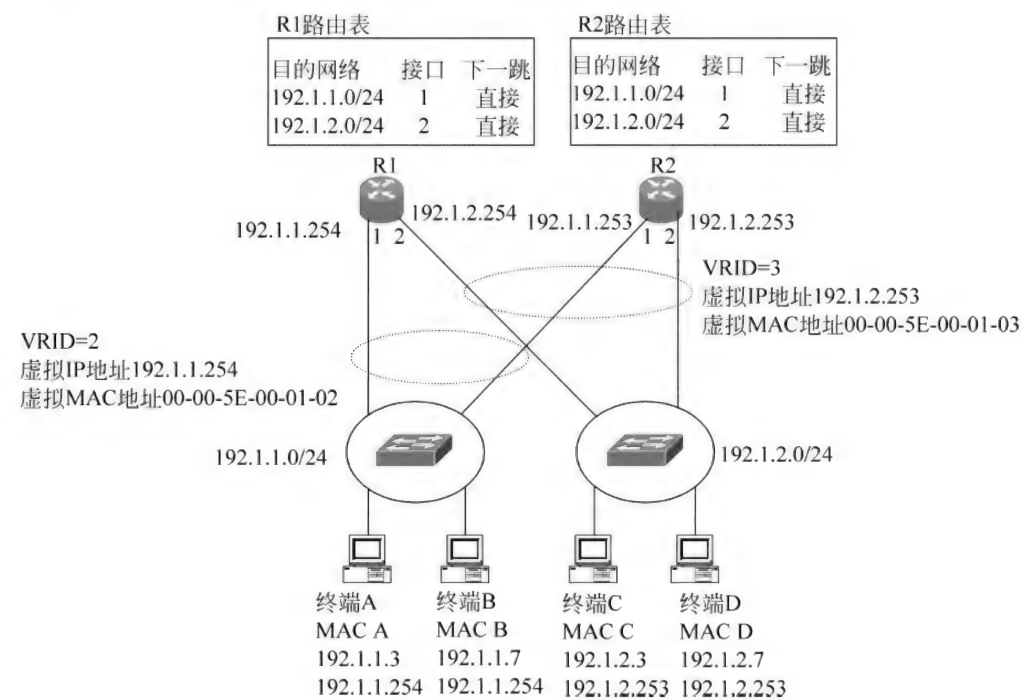 R1路由表
目的网络 接口 下一跳
192.1.1.0/24 1 直接
192.1.2.0/24 2 直接
R2路由表
目的网络 接口 下一跳
192.1.1.0/24 1 直接
192.1.2.0/24 2 直接
R1
R2
192.1.1.254
192.1.2.254
192.1.1.253
192.1.2.253
1 2
1 2
VRID=3
虚拟IP地址192.1.2.253
虚拟MAC地址00-00-5E-00-01-03
VRID=2
虚拟IP地址192.1.1.254
虚拟MAC地址00-00-5E-00-01-02
192.1.1.0/24
192.1.2.0/24
终端A
MAC A
192.1.1.3
192.1.1.254
终端B
MAC B
192.1.1.7
192.1.1.254
终端C
MAC C
192.1.2.3
192.1.2.253
终端D
MAC D
192.1.2.7
192.1.2.253